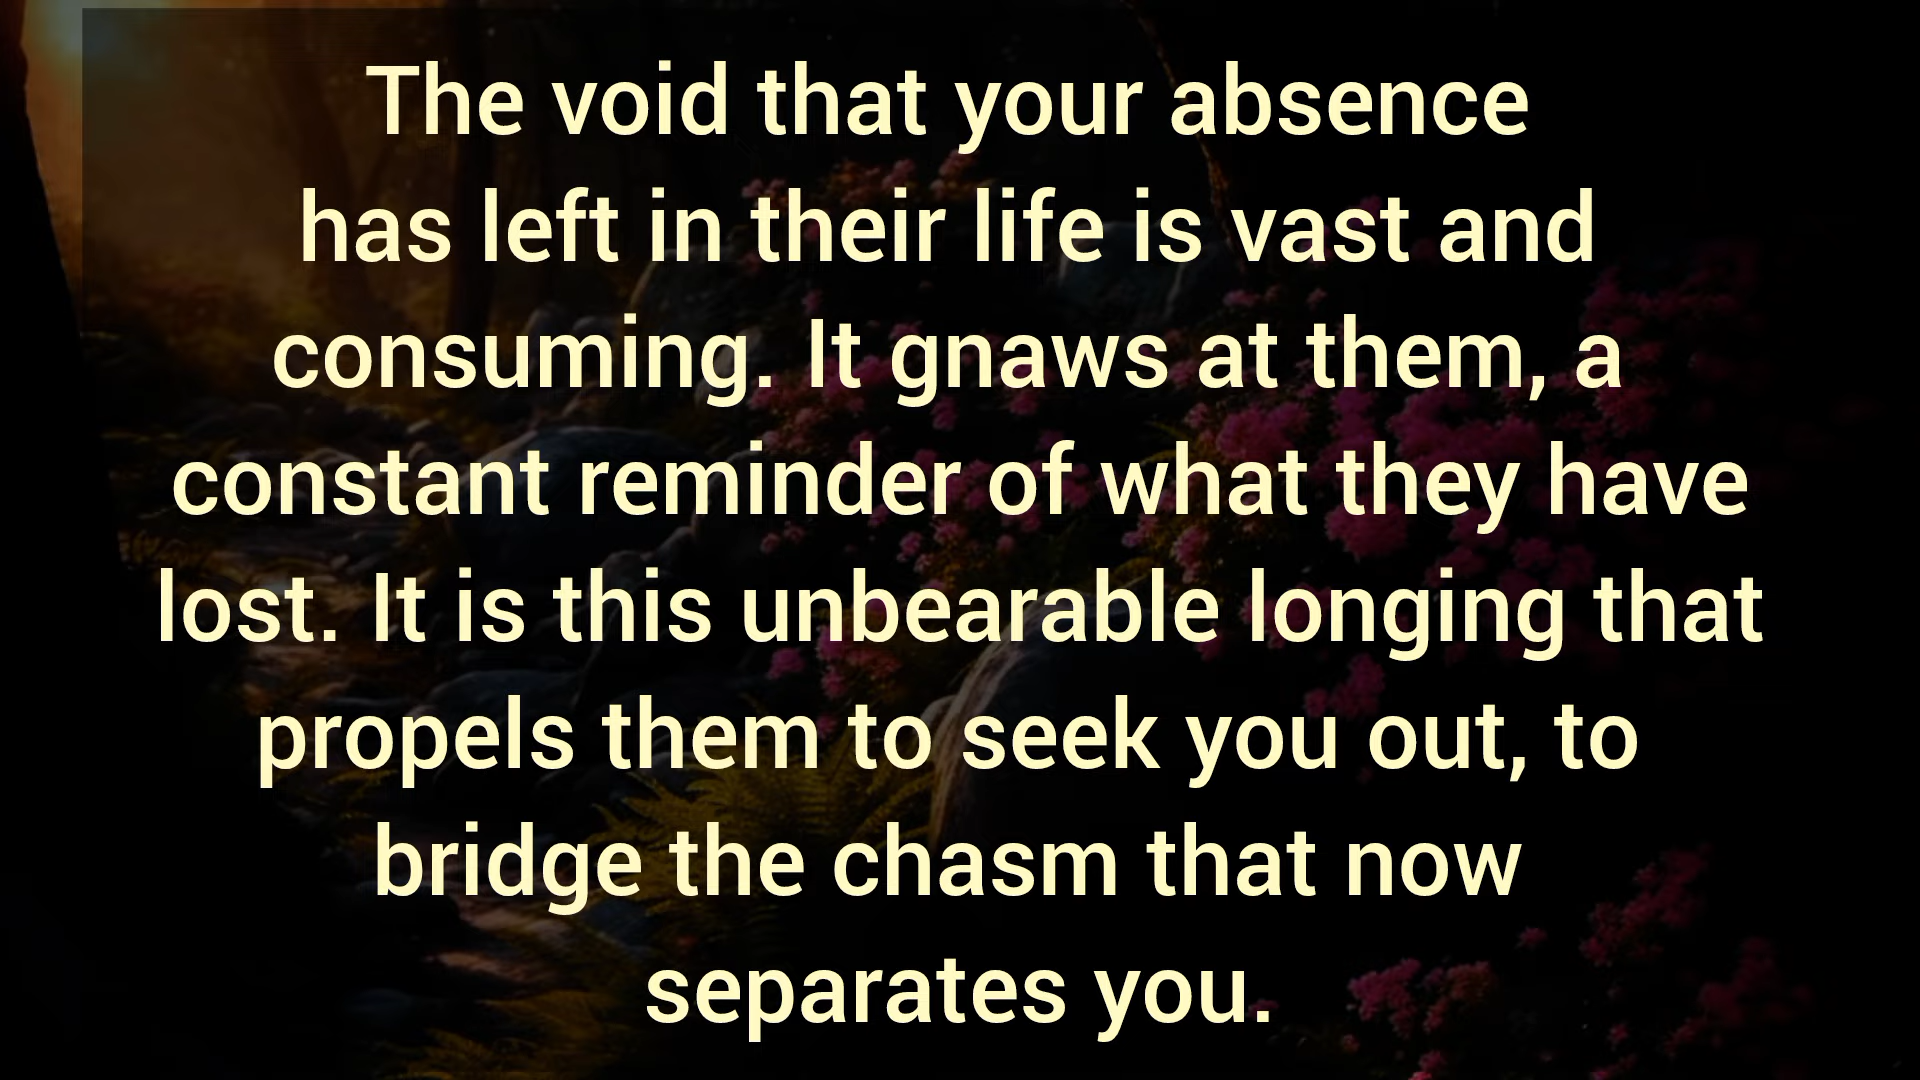 The void that your absence
has left in their life is vast and
consuming. It gnaws at them, a
constant reminder of what they have
lost. It is this unbearable longing that
propels them to seek you out, to
bridge the chasm that now
separates you.